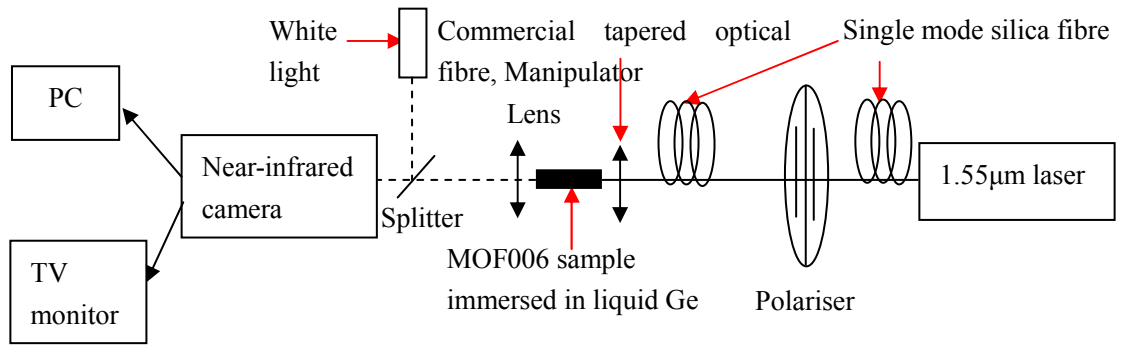 White
light
Commercial tapered optical
fibre, Manipulator
Single mode silica fibre
PC
Lens
Near-infrared
camera
Splitter
1.55μm laser
MOF006 sample
immersed in liquid Ge
Polariser
TV
monitor